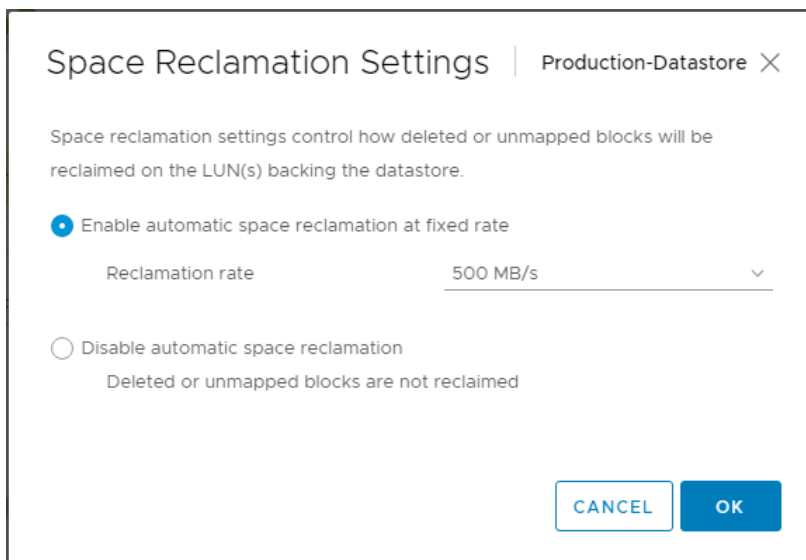 Space Reclamation Settings
Production-Datastore
Space reclamation settings control how deleted or unmapped blocks will be
reclaimed on the LUN(s) backing the datastore.
Enable automatic space reclamation at fixed rate
Reclamation rate
500 MB/s
Disable automatic space reclamation
Deleted or unmapped blocks are not reclaimed
CANCEL
OK